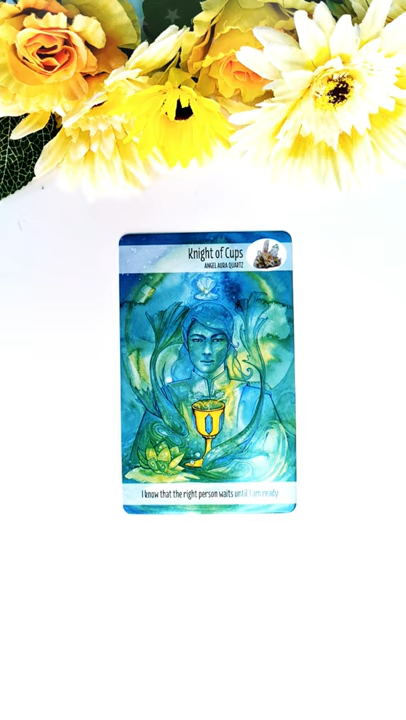 Knight of Cups
ANGEL AURA QUARTZ
I know that the right person waits until I am ready